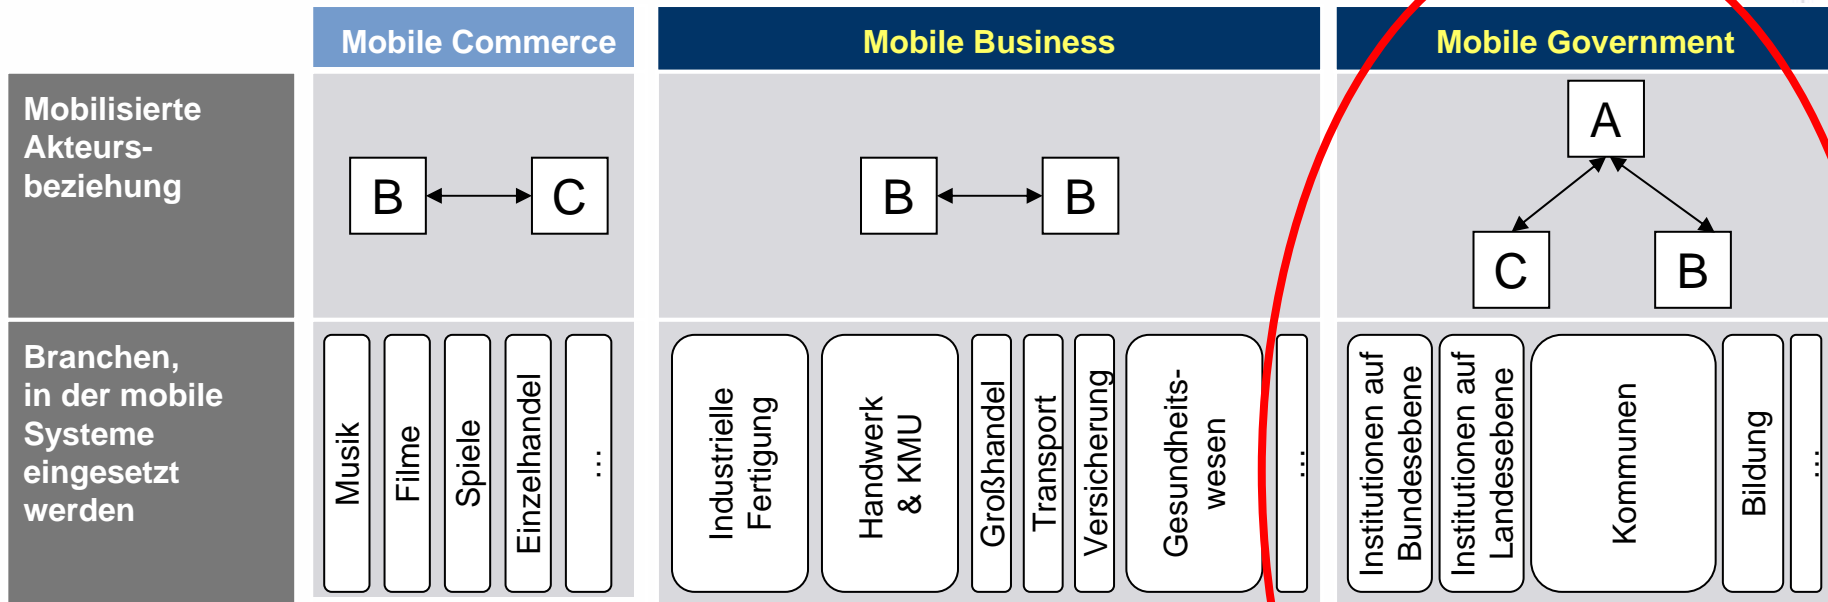 Mobile Commerce
Mobile Business
Mobile Government
Mobilisierte
Akteurs-
beziehung
B
C
B
B
A
C
B
Branchen,
in der mobile
Systeme
eingesetzt
werden
Musik
Filme
Spiele
Einzelhandel
...
Industrielle
Fertigung
Handwerk
& KMU
Großhandel
Transport
Versicherung
Gesundheits-
wesen
...
Institutionen auf
Bundesebene
Institutionen auf
Landesebene
Kommunen
Bildung
...